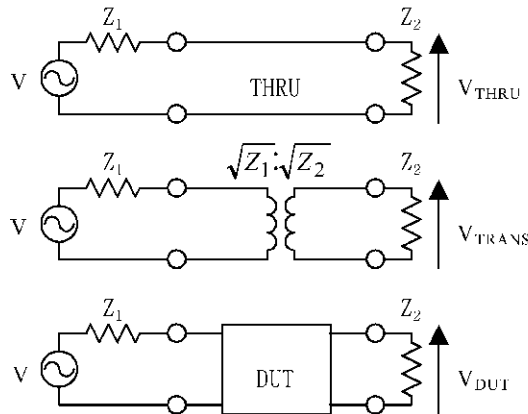 Z1 Z2
V THRU VTHRU
√Z1:√Z2
Z1 Z2
V VTRANS
Z1 Z2
V DUT VDUT